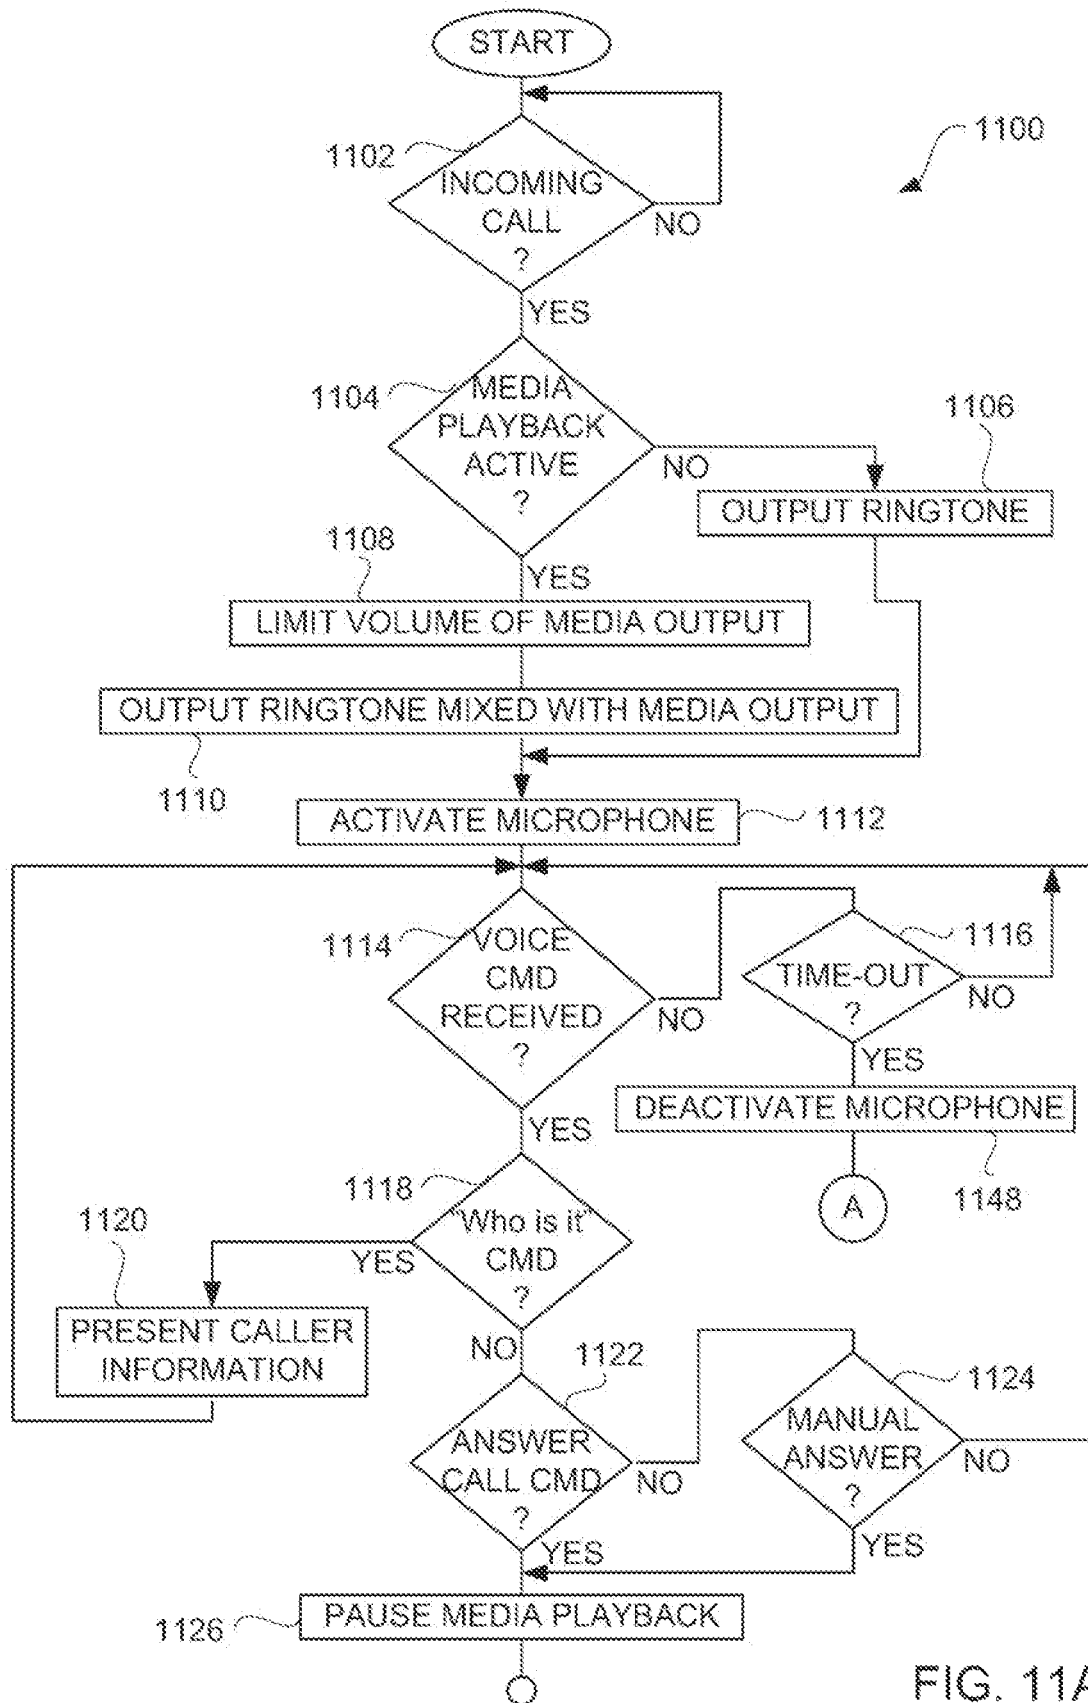 START
1100
1102
INCOMING
CALL
?
NO
YES
1104
MEDIA
PLAYBACK
ACTIVE
?
NO
1106
OUTPUT RINGTONE
YES
1108
LIMIT VOLUME OF MEDIA OUTPUT
OUTPUT RINGTONE MIXED WITH MEDIA OUTPUT
1110
ACTIVATE MICROPHONE
1112
1114
VOICE
CMD
RECEIVED
?
NO
1116
TIME-OUT
?
NO
YES
DEACTIVATE MICROPHONE
1148
A
YES
1118
"Who is it"
CMD
?
YES
1120
PRESENT CALLER
INFORMATION
NO
1122
ANSWER
CALL CMD
?
NO
1124
MANUAL
ANSWER
?
NO
YES
YES
PAUSE MEDIA PLAYBACK
1126
FIG. 11A